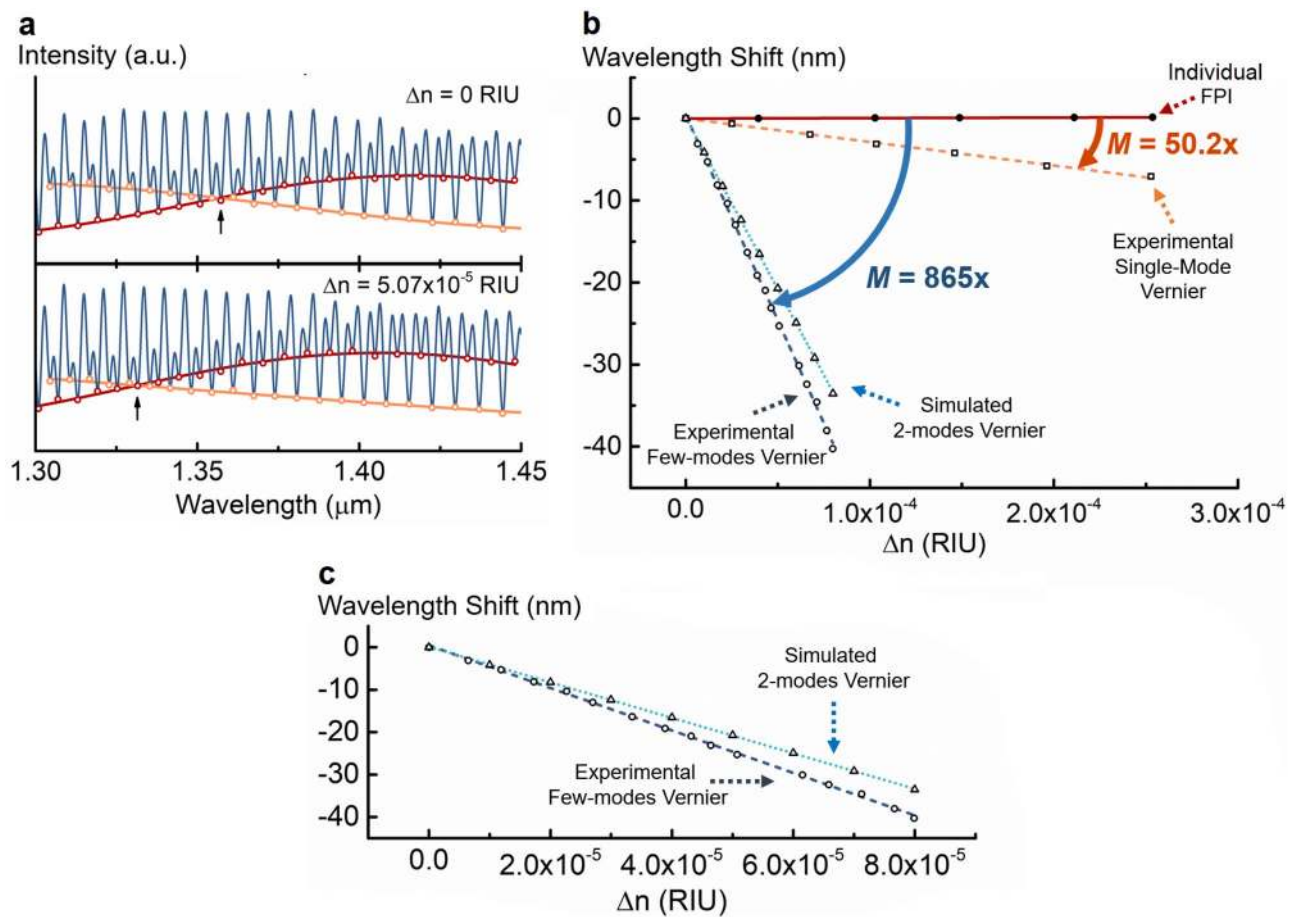 a
Intensity (a.u.)
Δn = 0 RIU
Δn = 5.07x10⁻⁵ RIU
1.30
1.35
1.40
1.45
Wavelength (μm)
b
Wavelength Shift (nm)
Individual
FPI
0
M = 50.2x
-10
Experimental
Single-Mode
Vernier
M = 865x
-20
-30
Simulated
2-modes Vernier
Experimental
Few-modes Vernier
-40
0.0
1.0x10⁻⁴
2.0x10⁻⁴
3.0x10⁻⁴
Δn (RIU)
c
Wavelength Shift (nm)
0
-10
-20
-30
-40
Simulated
2-modes Vernier
Experimental
Few-modes Vernier
0.0
2.0x10⁻⁵
4.0x10⁻⁵
6.0x10⁻⁵
8.0x10⁻⁵
Δn (RIU)